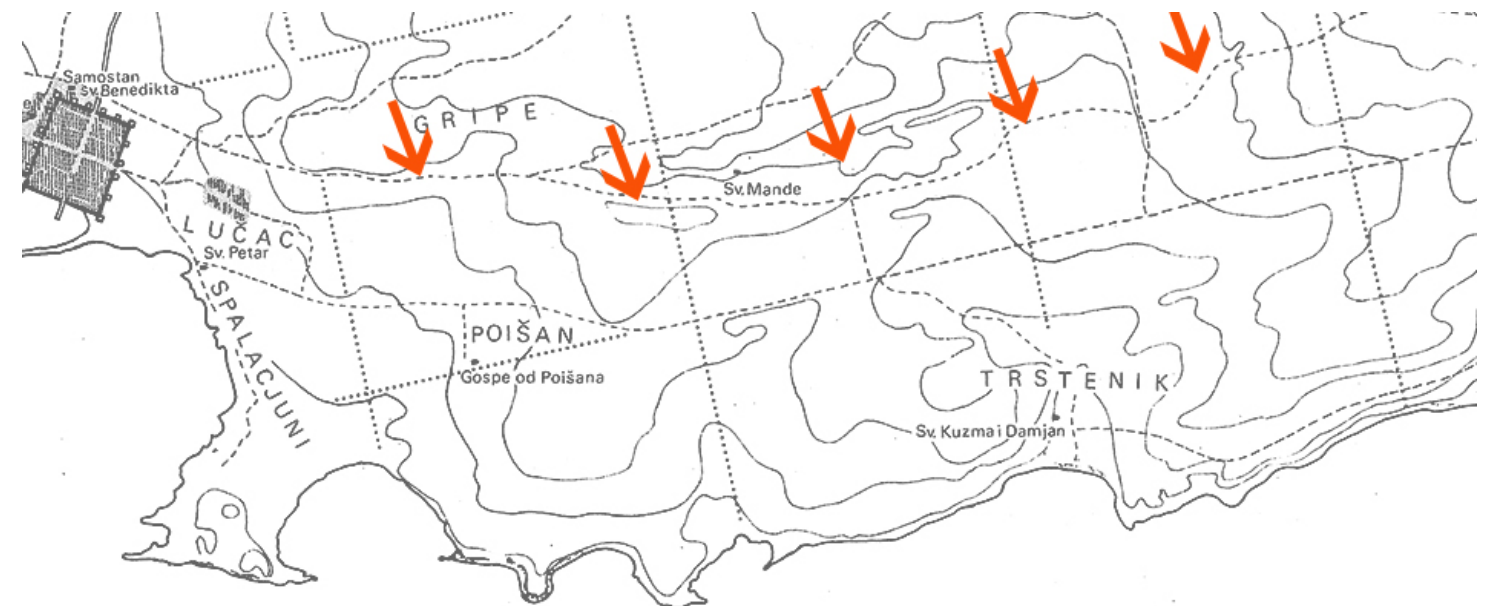 Samostan
sv. Benedikta
GRIPE
Sv. Mande
LUČAC
Sv. Petar
SPALACJUNI
POIŠAN
Gospe od Poišana
TRSTENIK
Sv. Kuzma i Damjan